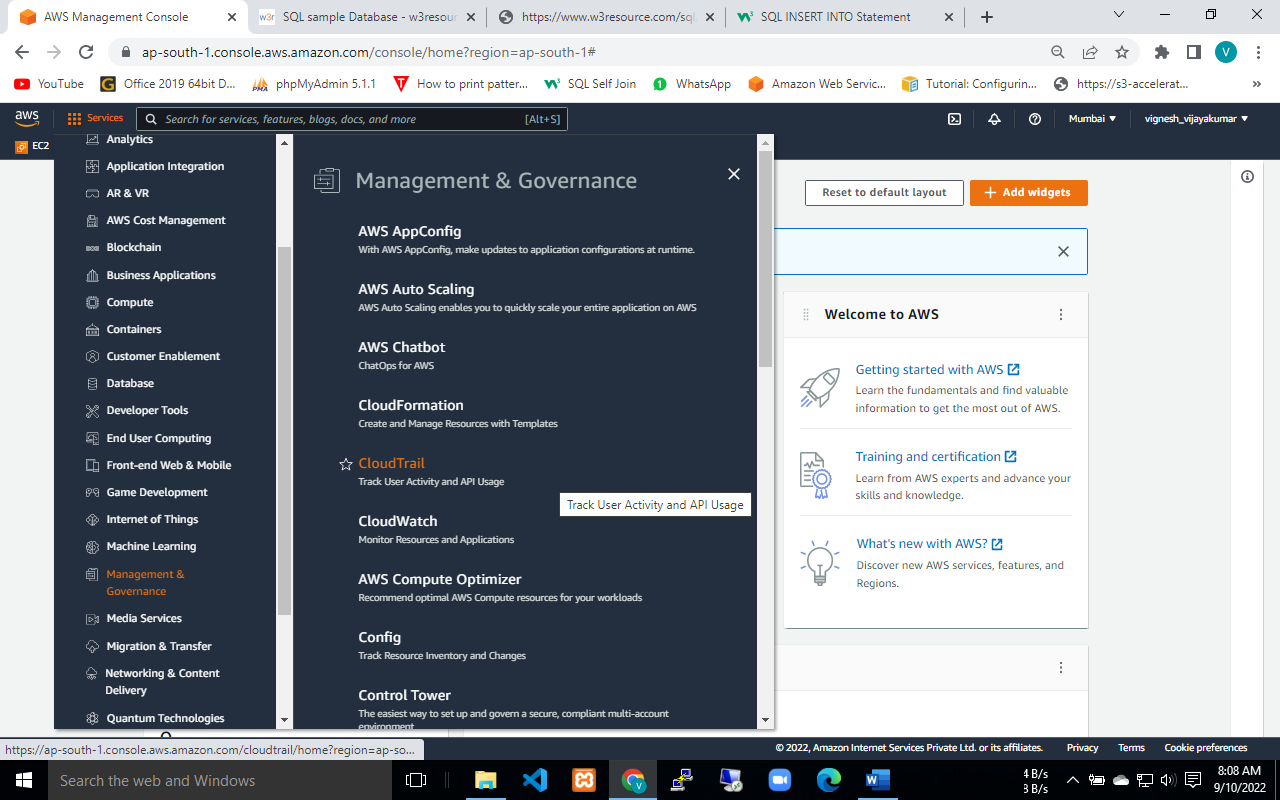 AWS Management Console
SQL sample Database - w3resour
https://www.w3resource.com/sql
SQL INSERT INTO Statement
ap-south-1.console.aws.amazon.com/console/home?region=ap-south-1#
V
YouTube
Office 2019 64bit D...
phpMyAdmin 5.1.1
How to print patter...
SQL Self Join
WhatsApp
Amazon Web Servic...
Tutorial: Configurin...
https://s3-accelerat...
aws
Services
Search for services, features, blogs, docs, and more
[Alt+S]
Mumbai
vignesh_vijayakumar
EC2
Analytics
Application Integration
AR & VR
AWS Cost Management
Blockchain
Business Applications
Compute
Containers
Customer Enablement
Database
Developer Tools
End User Computing
Front-end Web & Mobile
Game Development
Internet of Things
Machine Learning
Management &
Governance
Media Services
Migration & Transfer
Networking & Content
Delivery
Quantum Technologies
Management & Governance
AWS AppConfig
With AWS AppConfig, make updates to application configurations at runtime.
AWS Auto Scaling
AWS Auto Scaling enables you to quickly scale your entire application on AWS
AWS Chatbot
ChatOps for AWS
CloudFormation
Create and Manage Resources with Templates
CloudTrail
Track User Activity and API Usage
Track User Activity and API Usage
CloudWatch
Monitor Resources and Applications
AWS Compute Optimizer
Recommend optimal AWS Compute resources for your workloads
Config
Track Resource Inventory and Changes
Control Tower
The easiest way to set up and govern a secure, compliant multi-account
environment
Reset to default layout
Add widgets
Welcome to AWS
Getting started with AWS
Learn the fundamentals and find valuable
information to get the most out of AWS.
Training and certification
Learn from AWS experts and advance your
skills and knowledge.
What's new with AWS?
Discover new AWS services, features, and
Regions.
https://ap-south-1.console.aws.amazon.com/cloudtrail/home?region=ap-so...
© 2022, Amazon Internet Services Private Ltd. or its affiliates.
Privacy
Terms
Cookie preferences
Search the web and Windows
4 B/s
3 B/s
8:08 AM
9/10/2022